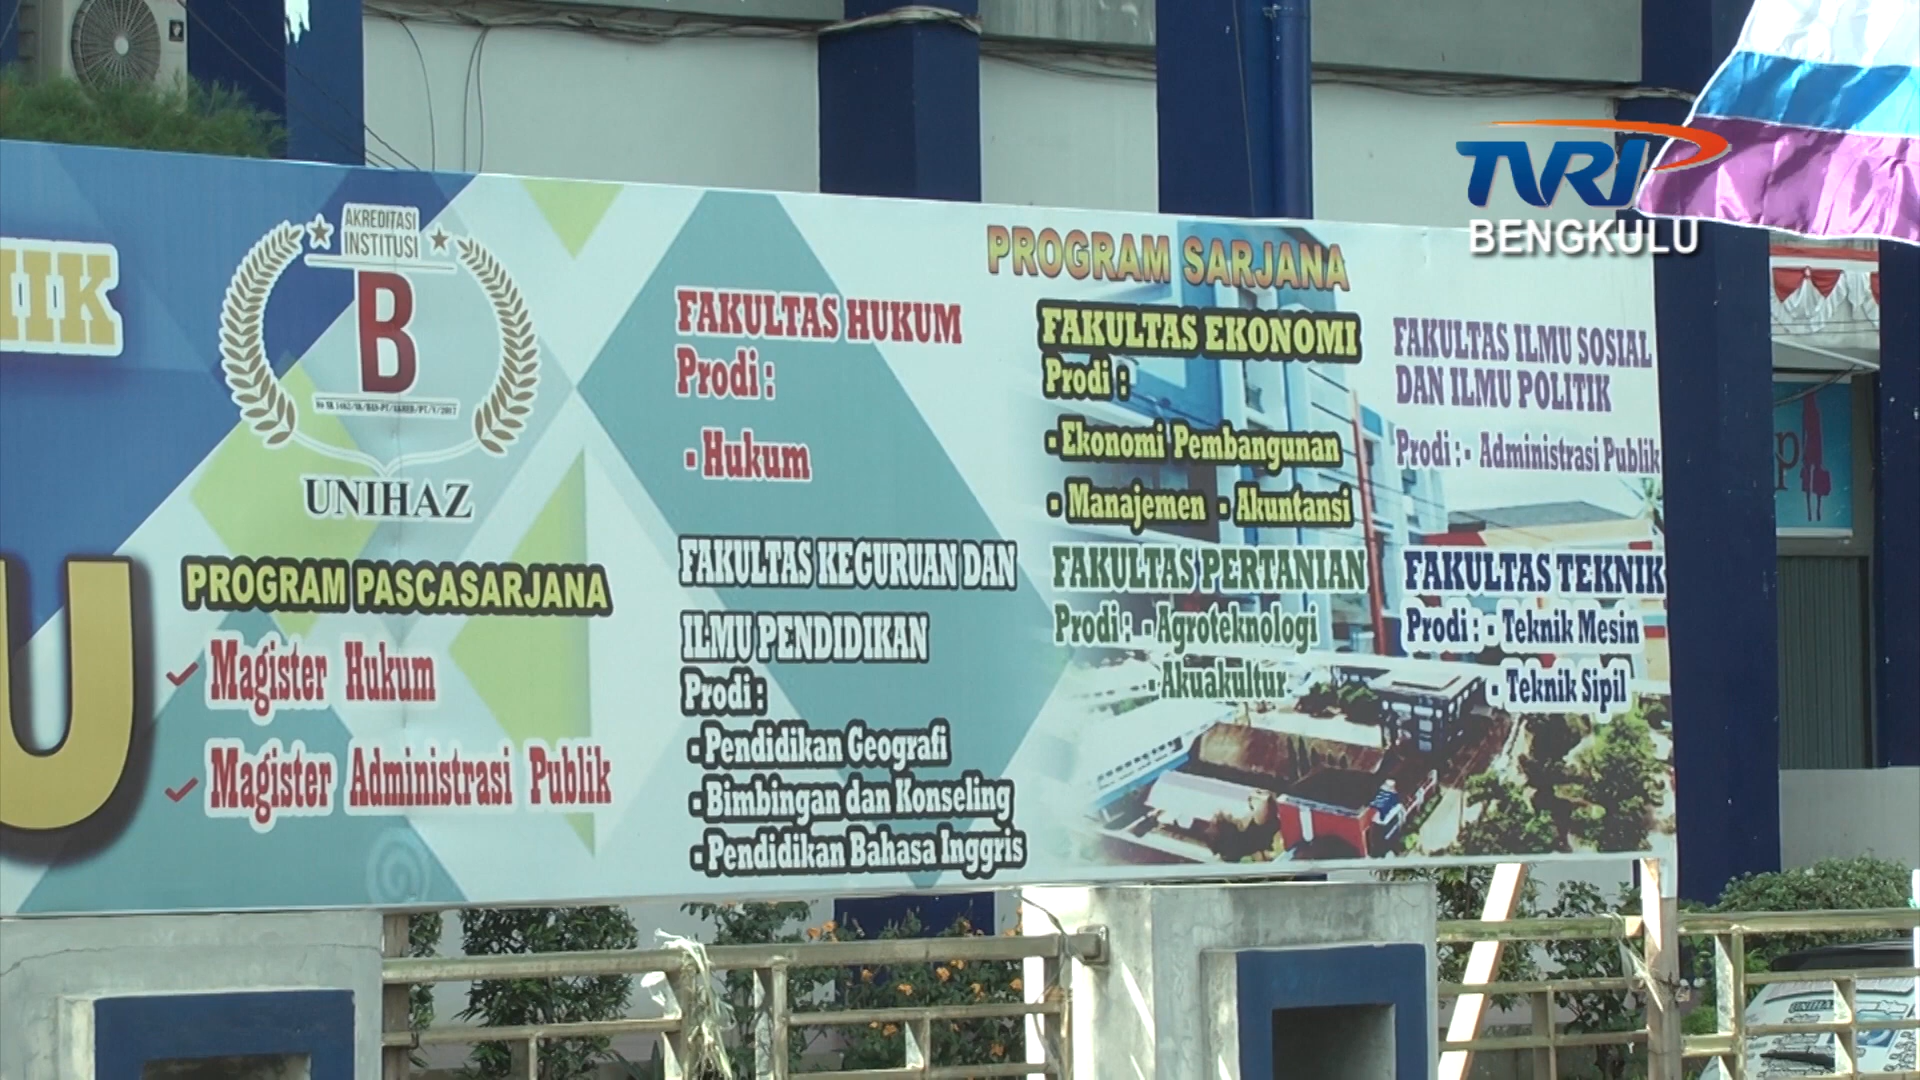 TVRI
BENGKULU
IIK
U
AKREDITASI
INSTITUSI
B
UNIHAZ
PROGRAM PASCASARJANA
Magister Hukum
Magister Administrasi Publik
PROGRAM SARJANA
FAKULTAS HUKUM
Prodi :
- Hukum
FAKULTAS KEGURUAN DAN
ILMU PENDIDIKAN
Prodi :
- Pendidikan Geografi
- Bimbingan dan Konseling
- Pendidikan Bahasa Inggris
FAKULTAS EKONOMI
Prodi :
- Ekonomi Pembangunan
- Manajemen - Akuntansi
FAKULTAS PERTANIAN
Prodi : - Agroteknologi
- Akuakultur
FAKULTAS ILMU SOSIAL
DAN ILMU POLITIK
Prodi : - Administrasi Publik
FAKULTAS TEKNIK
Prodi : - Teknik Mesin
- Teknik Sipil
UNIHAZ